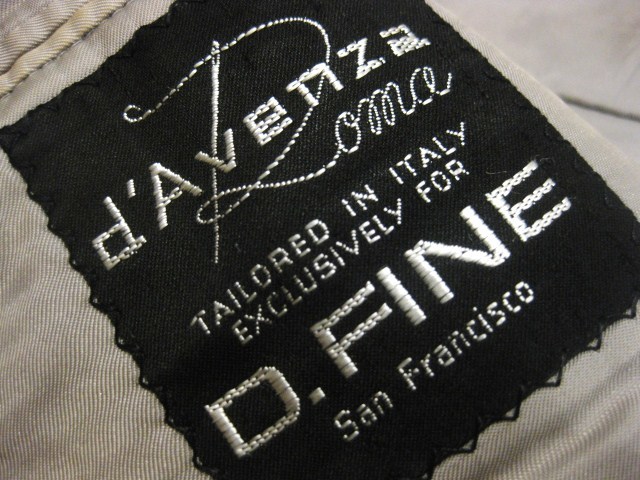 d'Avenza
Roma
TAILORED IN ITALY
EXCLUSIVELY FOR
D. FINE
San Francisco